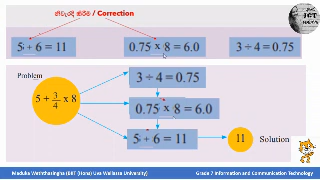 නිවැරදි කිරීම / Correction
JCT
5 + 6 = 11
0.75 x 8 = 6.0
3 ÷ 4 = 0.75
Problem
5 + 3/4 x 8
3 ÷ 4 = 0.75
0.75 x 8 = 6.0
5 + 6 = 11
11
Solution
Grade 7 Information and Communication Technology